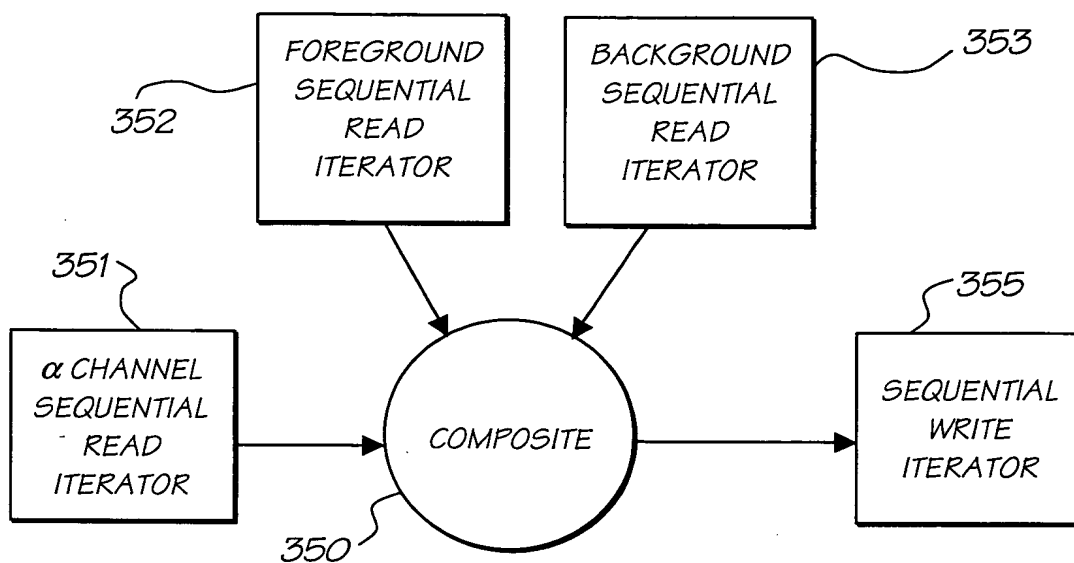 FOREGROUND
SEQUENTIAL
READ
ITERATOR
352
BACKGROUND
SEQUENTIAL
READ
ITERATOR
353
351
α CHANNEL
SEQUENTIAL
READ
ITERATOR
COMPOSITE
350
355
SEQUENTIAL
WRITE
ITERATOR